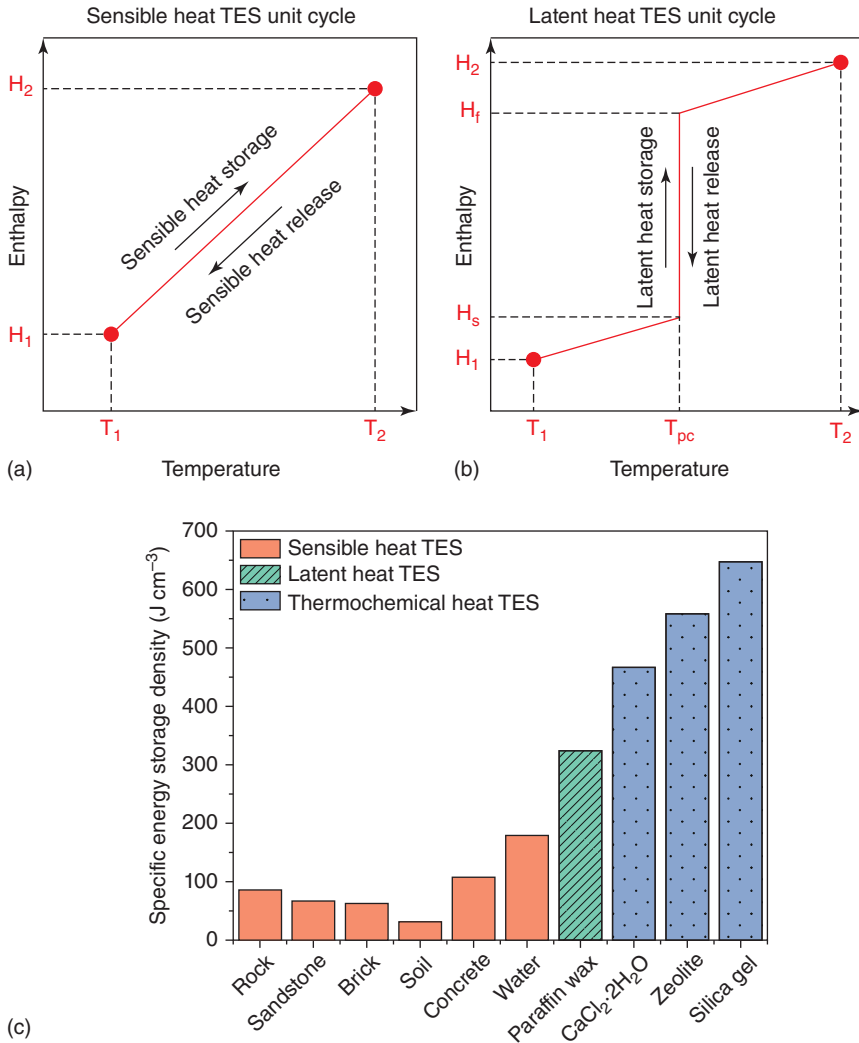 Sensible heat TES unit cycle
H₂
H₁
Enthalpy
Sensible heat storage
Sensible heat release
T₁
T₂
(a)
Temperature
Latent heat TES unit cycle
H₂
H_f
H_s
H₁
Enthalpy
Latent heat storage
Latent heat release
T₁
T_pc
T₂
(b)
Temperature
Specific energy storage density (J cm⁻³)
700
600
500
400
300
200
100
0
Sensible heat TES
Latent heat TES
Thermochemical heat TES
Rock
Sandstone
Brick
Soil
Concrete
Water
Paraffin wax
CaCl₂·2H₂O
Zeolite
Silica gel
(c)